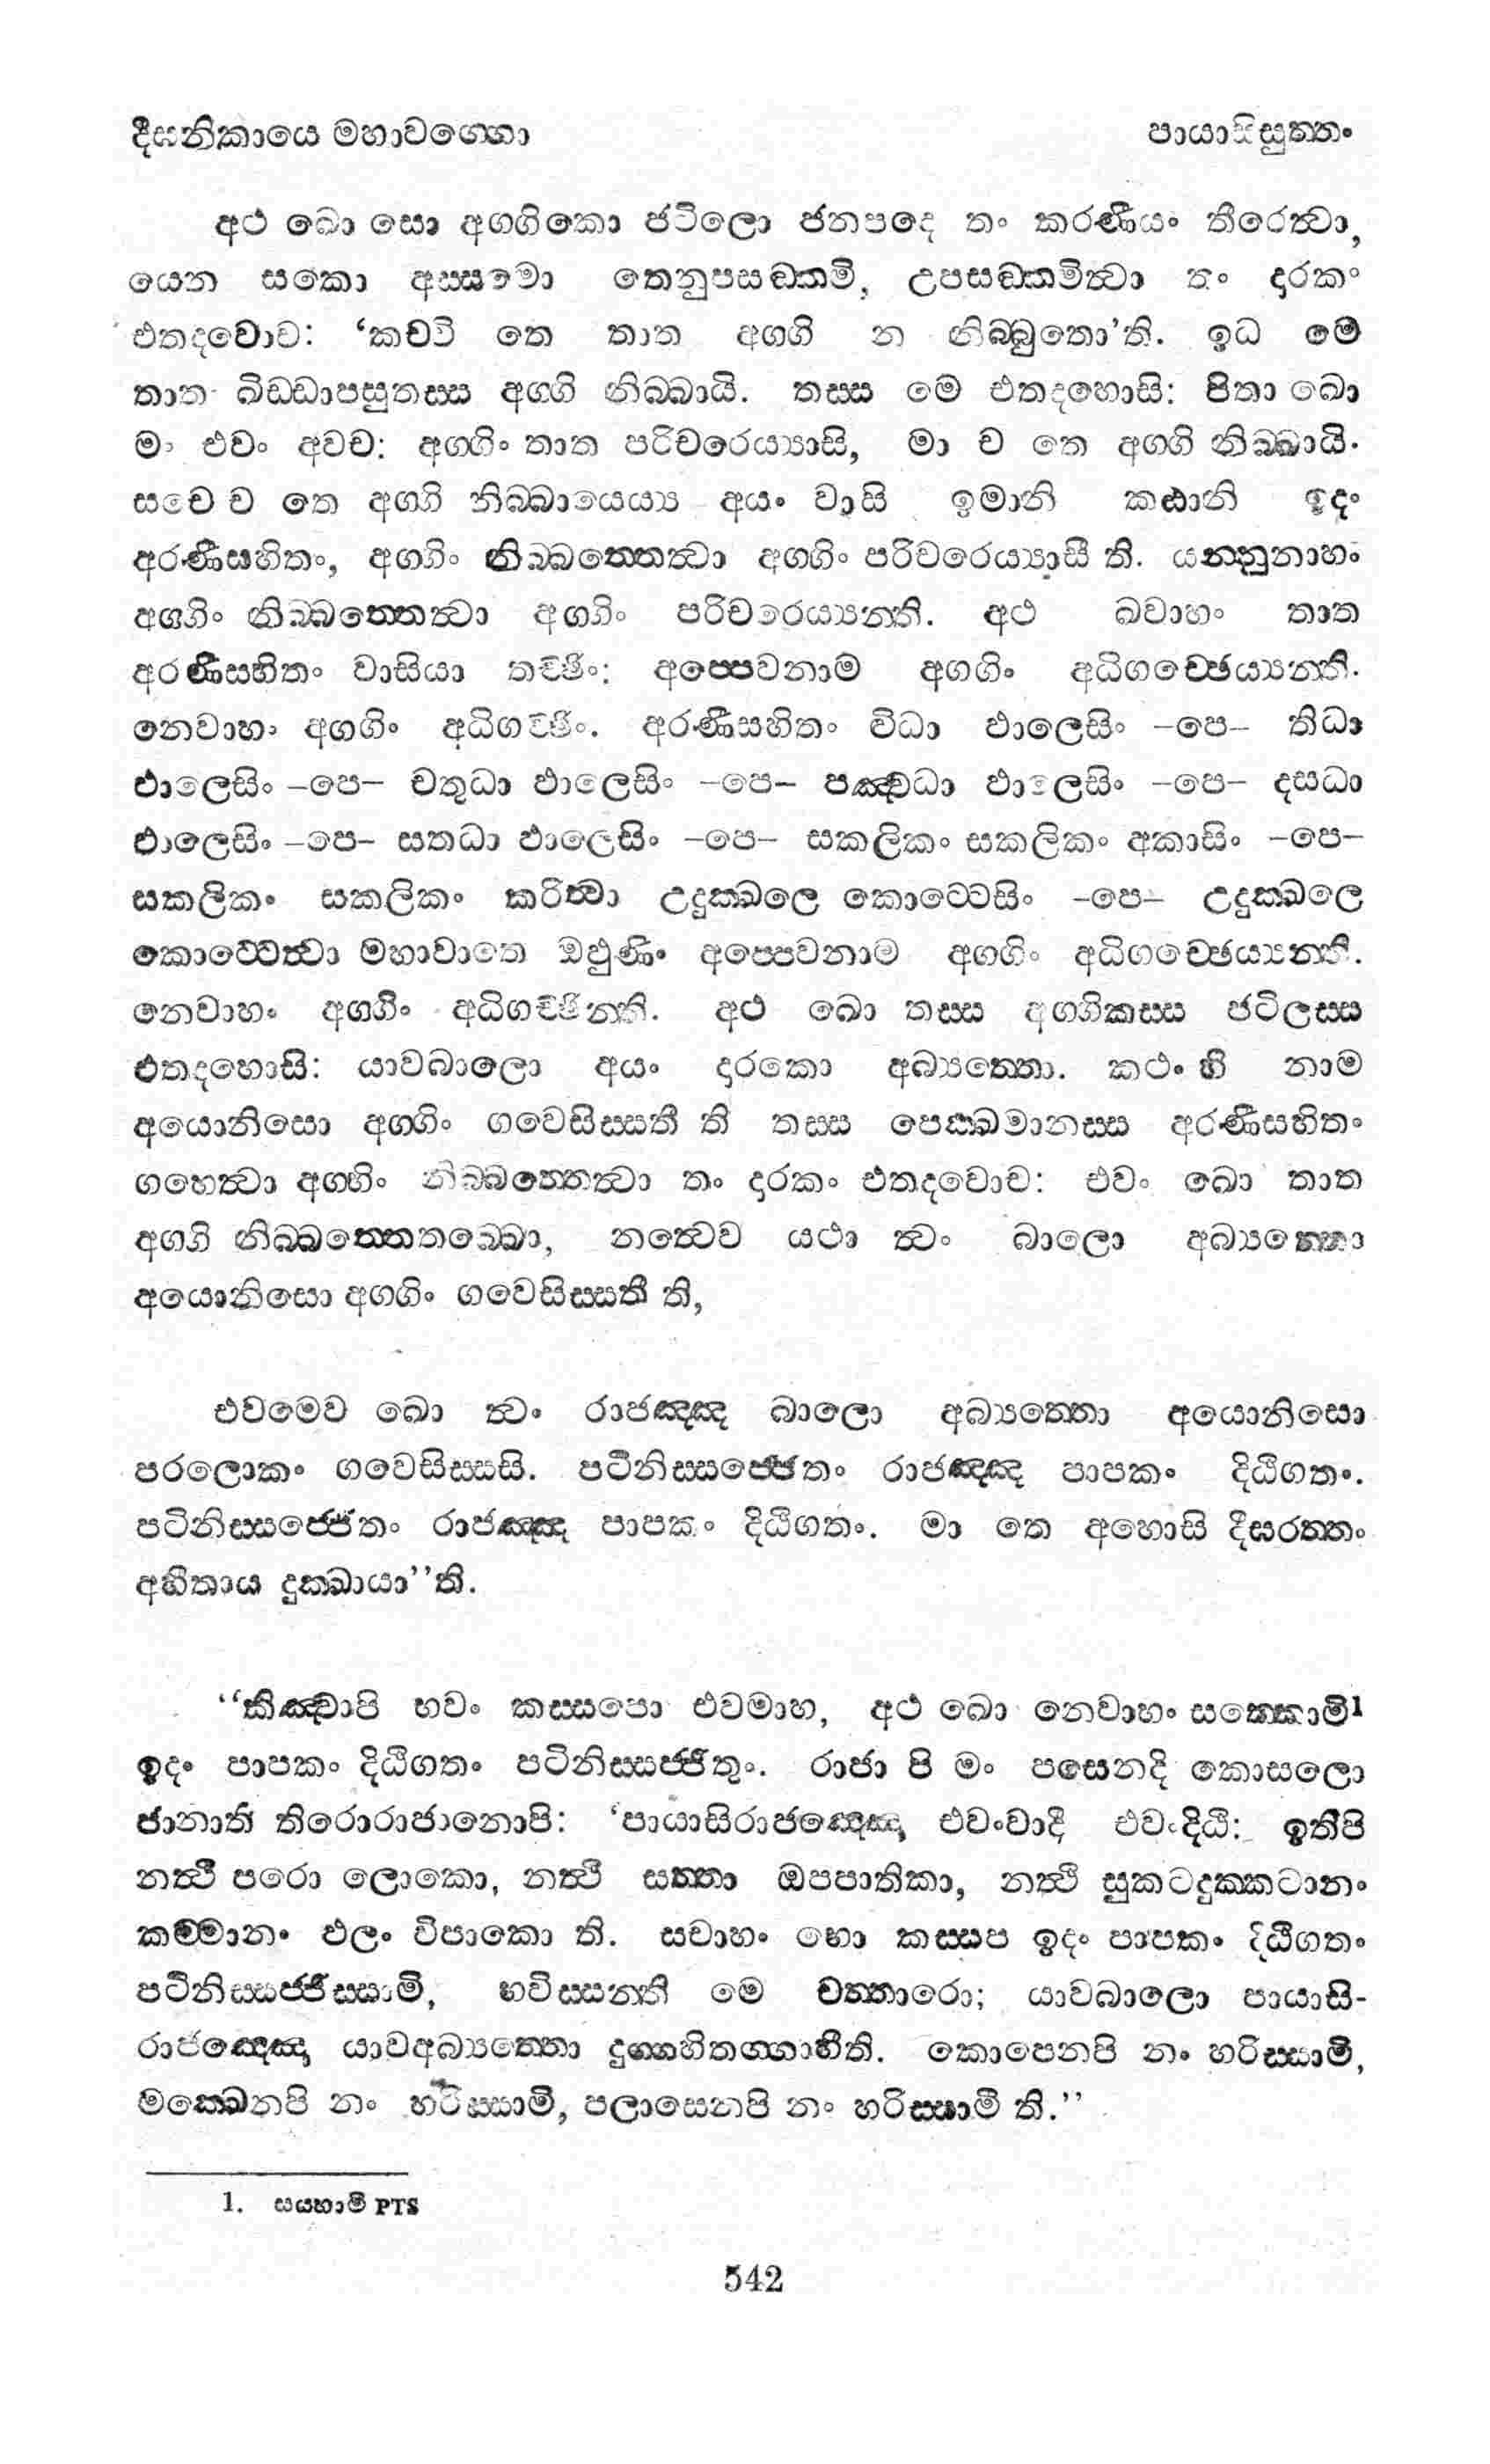 දීඝනිකායෙ මහාවග්ගො
පායාසිසුත්තං
අථ ඛො සො අග්ගිකො ජටිලො ජනපදෙ තං කරණීයං තීරෙත්වා,
යෙන සකො අස්සමො තෙනුපසඞ්කමි, උපසඞ්කමිත්වා තං දාරකං
එතදවොච: ‘කච්චි තෙ තාත අග්ගි න නිබ්බුතො’ති. ඉධ මෙ
තාත ඛිඩ්ඩාපසුතස්ස අග්ගි නිබ්බායි. තස්ස මෙ එතදහොසි: පිතා ඛො
මං එවං අවච: අග්ගිං තාත පරිචරෙය්‍යාසි, මා ච තෙ අග්ගි නිබ්බායි.
සචෙ ච තෙ අග්ගි නිබ්බායෙය්‍ය අයං වාසි ඉමානි කට්ඨානි ඉදං
අරණීසහිතං, අග්ගිං නිබ්බත්තෙත්වා අග්ගිං පරිචරෙය්‍යාසී ති. යන්නූනාහං
අග්ගිං නිබ්බත්තෙත්වා අග්ගිං පරිචරෙය්‍යන්ති. අථ ඛ්වාහං තාත
අරණීසහිතං වාසියා තච්ඡිං: අප්පෙවනාම අග්ගිං අධිගච්ඡෙය්‍යන්ති.
නෙවාහං අග්ගිං අධිගච්ඡිං. අරණීසහිතං ද්විධා ඵාලෙසිං –පෙ– තිධා
ඵාලෙසිං –පෙ– චතුධා ඵාලෙසිං –පෙ– පඤ්චධා ඵාලෙසිං –පෙ– දසධා
ඵාලෙසිං –පෙ– සතධා ඵාලෙසිං –පෙ– සකලිකං සකලිකං අකාසිං –පෙ–
සකලිකං සකලිකං කරිත්වා උදුක්ඛලෙ කොට්ටෙසිං –පෙ– උදුක්ඛලෙ
කොට්ටෙත්වා මහාවාතෙ ඔඵුණිං අප්පෙවනාම අග්ගිං අධිගච්ඡෙය්‍යන්ති.
නෙවාහං අග්ගිං අධිගච්ඡින්ති. අථ ඛො තස්ස අග්ගිකස්ස ජටිලස්ස
එතදහොසි: යාවබාලො අයං දාරකො අබ්‍යත්තො. කථං හි නාම
අයොනිසො අග්ගිං ගවෙසිස්සතී ති තස්ස පෙක්ඛමානස්ස අරණීසහිතං
ගහෙත්වා අග්ගිං නිබ්බත්තෙත්වා තං දාරකං එතදවොච: එවං ඛො තාත
අග්ගි නිබ්බත්තෙතබ්බො, නත්වෙව යථා ත්වං බාලො අබ්‍යත්තො
අයොනිසො අග්ගිං ගවෙසිස්සතී ති,
එවමෙව ඛො ත්වං රාජඤ්ඤ බාලො අබ්‍යත්තො අයොනිසො
පරලොකං ගවෙසිස්සසි. පටිනිස්සජ්ජෙතං රාජඤ්ඤ පාපකං දිට්ඨිගතං.
පටිනිස්සජ්ජෙතං රාජඤ්ඤ පාපකං දිට්ඨිගතං. මා තෙ අහොසි දීඝරත්තං
අහිතාය දුක්ඛායා’’ති.
‘‘කිඤ්චාපි භවං කස්සපො එවමාහ, අථ ඛො නෙවාහං සක්කොමි1
ඉදං පාපකං දිට්ඨිගතං පටිනිස්සජ්ජිතුං. රාජා පි මං පසෙනදි කොසලො
ජානාති තිරොරාජානොපි: ‘පායාසිරාජඤ්ඤො එවංවාදී එවංදිට්ඨි: ඉතිපි
නත්ථි පරො ලොකො, නත්ථි සත්තා ඔපපාතිකා, නත්ථි සුකටදුක්කටානං
කම්මානං ඵලං විපාකො ති. සචාහං භො කස්සප ඉදං පාපකං දිට්ඨිගතං
පටිනිස්සජ්ජිස්සාමි, භවිස්සන්ති මෙ වත්තාරො; යාවබාලො පායාසි-
රාජඤ්ඤො යාවඅබ්‍යත්තො දුග්ගහිතග්ගාහීති. කොපෙනපි නං හරිස්සාමි,
මක්ඛෙනපි නං හරිස්සාමි, පලාසෙනපි නං හරිස්සාමී ති.’’
1. සයහාමි PTS
542